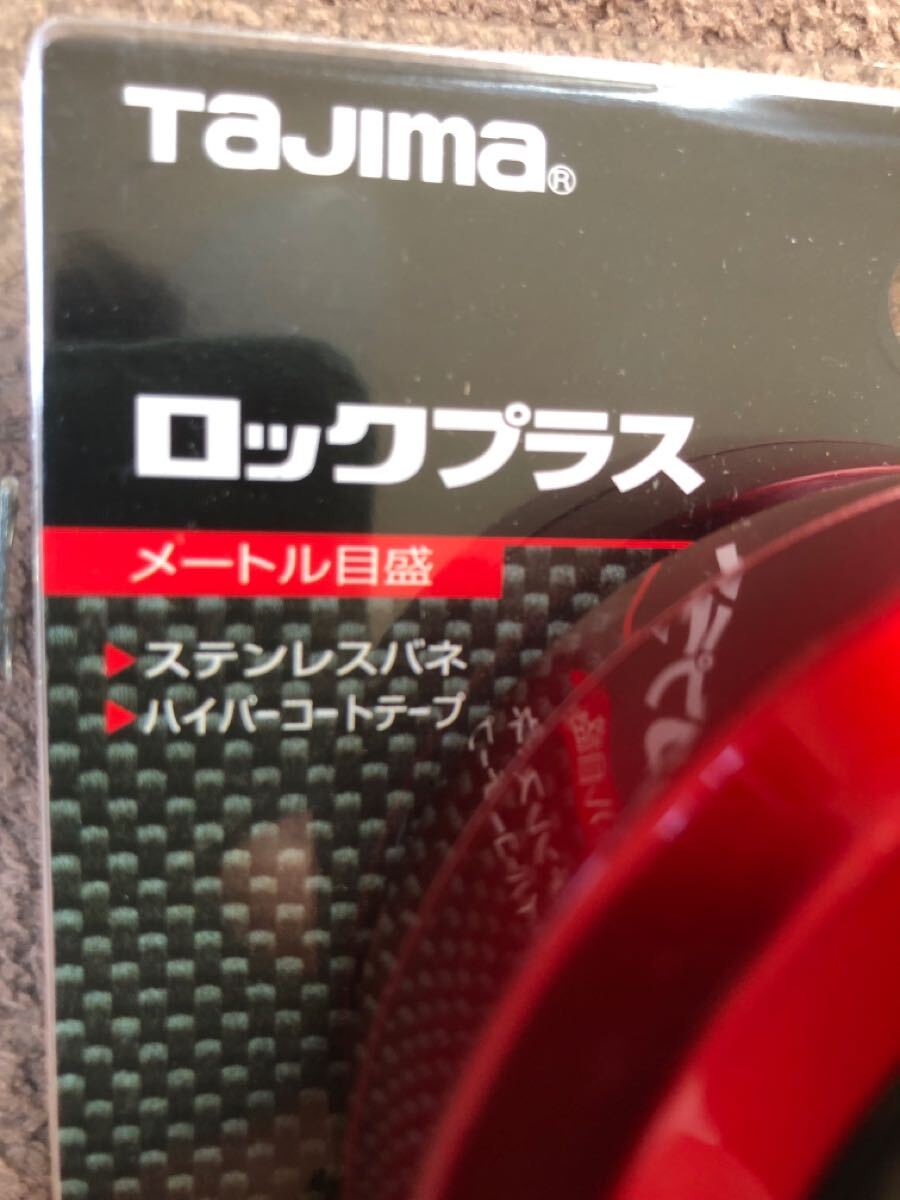 TaJIma®
ロックプラス
メートル目盛
▶ステンレスバネ
▶ハイパーコートテープ